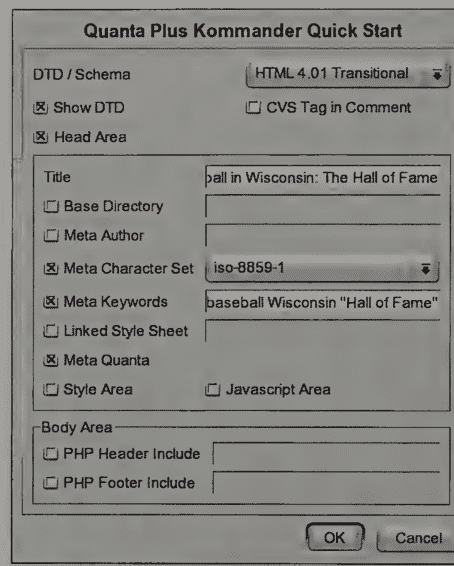 Quanta Plus Kommander Quick Start
DTD / Schema HTML 4.01 Transitional
Show DTD CVS Tag in Comment
Head Area
Title ball in Wisconsin: The Hall of Fame
Base Directory
Meta Author
Meta Character Set iso-8859-1
Meta Keywords baseball Wisconsin "Hall of Fame"
Linked Style Sheet
Meta Quanta
Style Area Javascript Area
Body Area
PHP Header Include
PHP Footer Include
OK Cancel